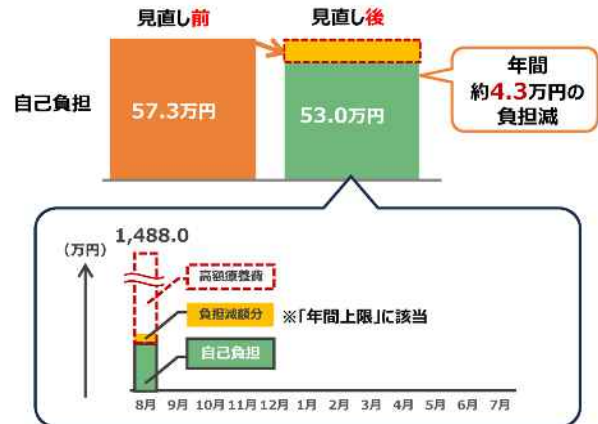 見直し前
見直し後
自己負担
57.3万円
53.0万円
年間
約4.3万円の
負担減
(万円)
1,488.0
高額療養費
負担減額分
※「年間上限」に該当
自己負担
8月 9月 10月 11月 12月 1月 2月 3月 4月 5月 6月 7月